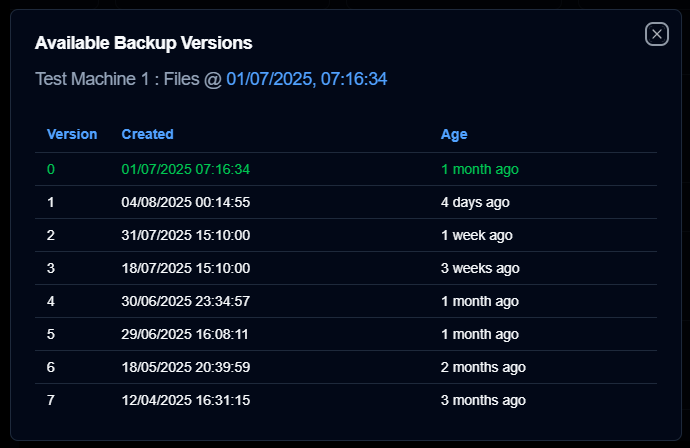 Available Backup Versions
Test Machine 1 : Files @ 01/07/2025, 07:16:34
Version Created Age
0 01/07/2025 07:16:34 1 month ago
1 04/08/2025 00:14:55 4 days ago
2 31/07/2025 15:10:00 1 week ago
3 18/07/2025 15:10:00 3 weeks ago
4 30/06/2025 23:34:57 1 month ago
5 29/06/2025 16:08:11 1 month ago
6 18/05/2025 20:39:59 2 months ago
7 12/04/2025 16:31:15 3 months ago